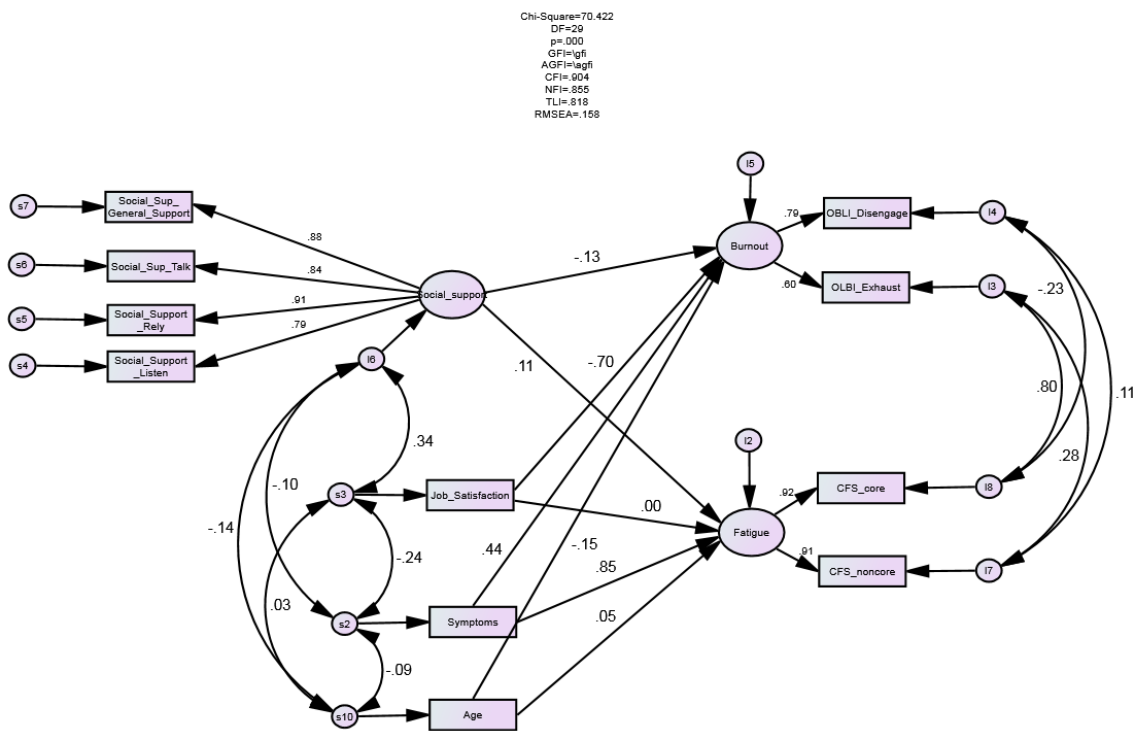 Chi-Square=70.422
DF=29
p=.000
GFI=\gfi
AGFI=\agfi
CFI=.904
NFI=.855
TLI=.818
RMSEA=.158
l5
s7
Social_Sup_
General_Support
.79
OBLI_Disengage
l4
.88
Burnout
s6
Social_Sup_Talk
.84
-.13
.60
OLBI_Exhaust
l3
-.23
Social_support
s5
Social_Support
_Rely
.91
.79
s4
Social_Support
_Listen
l6
.11
-.70
.80
.11
.34
l2
.28
-.10
s3
Job_Satisfaction
.92
CFS_core
l8
.00
-.14
.44
-.15
Fatigue
-.24
.91
.85
CFS_noncore
l7
.03
s2
Symptoms
.05
-.09
s10
Age